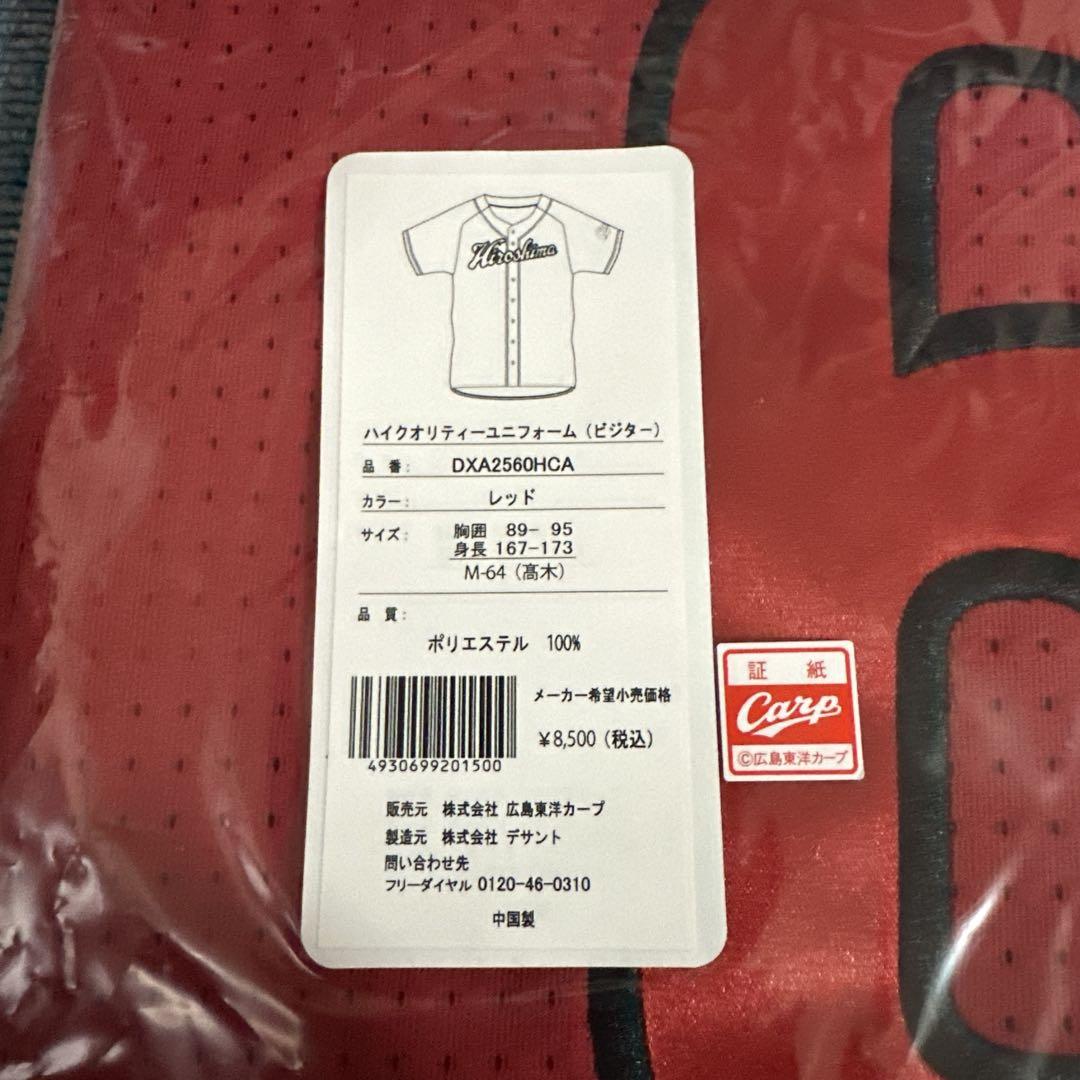 Hiroshima
ハイクオリティーユニフォーム（ビジター）
品 番： DXA2560HCA
カラー： レッド
サイズ： 胸囲 89- 95
身長 167-173
M-64（髙木）
品 質：
ポリエステル 100%
メーカー希望小売価格
￥8,500（税込）
4930699201500
販売元 株式会社 広島東洋カープ
製造元 株式会社 デサント
問い合わせ先
フリーダイヤル 0120-46-0310
中国製
証 紙
Carp
©広島東洋カープ